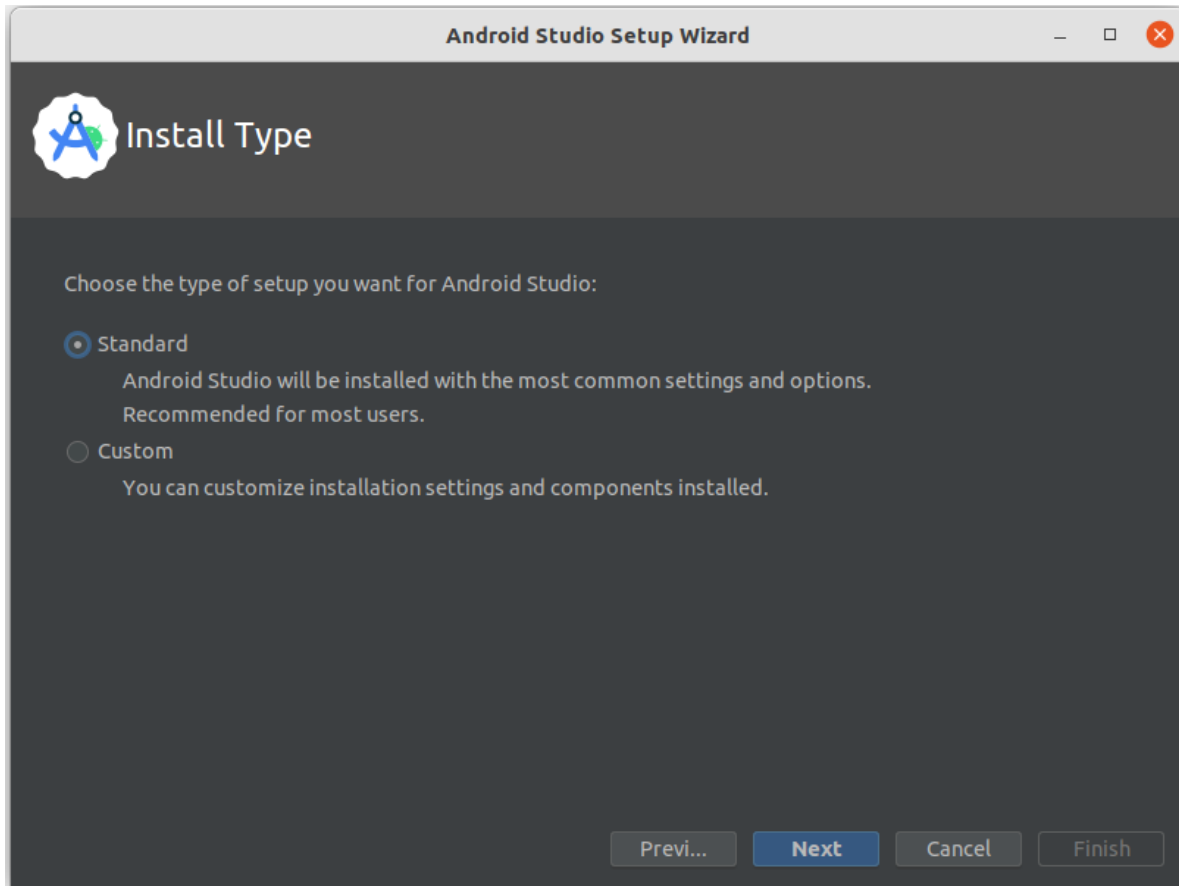 Android Studio Setup Wizard
Install Type
Choose the type of setup you want for Android Studio:
Standard
Android Studio will be installed with the most common settings and options.
Recommended for most users.
Custom
You can customize installation settings and components installed.
Previ... Next Cancel Finish